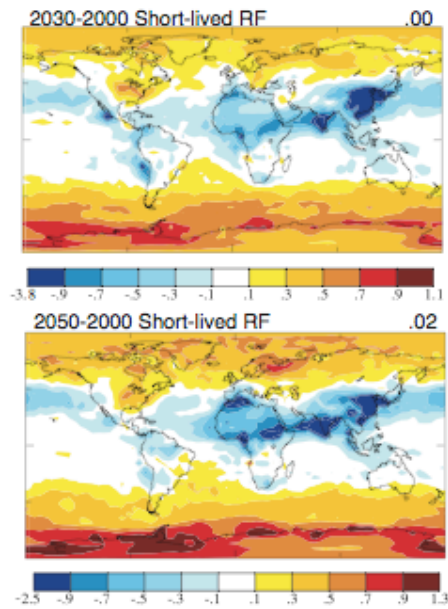 2030-2000 Short-lived RF .00
-3.8 -.9 -.7 -.5 -.3 -.1 .1 .3 .5 .7 .9 1.1
2050-2000 Short-lived RF .02
-2.5 -.9 -.7 -.5 -.3 -.1 .1 .3 .5 .7 .9 1.3